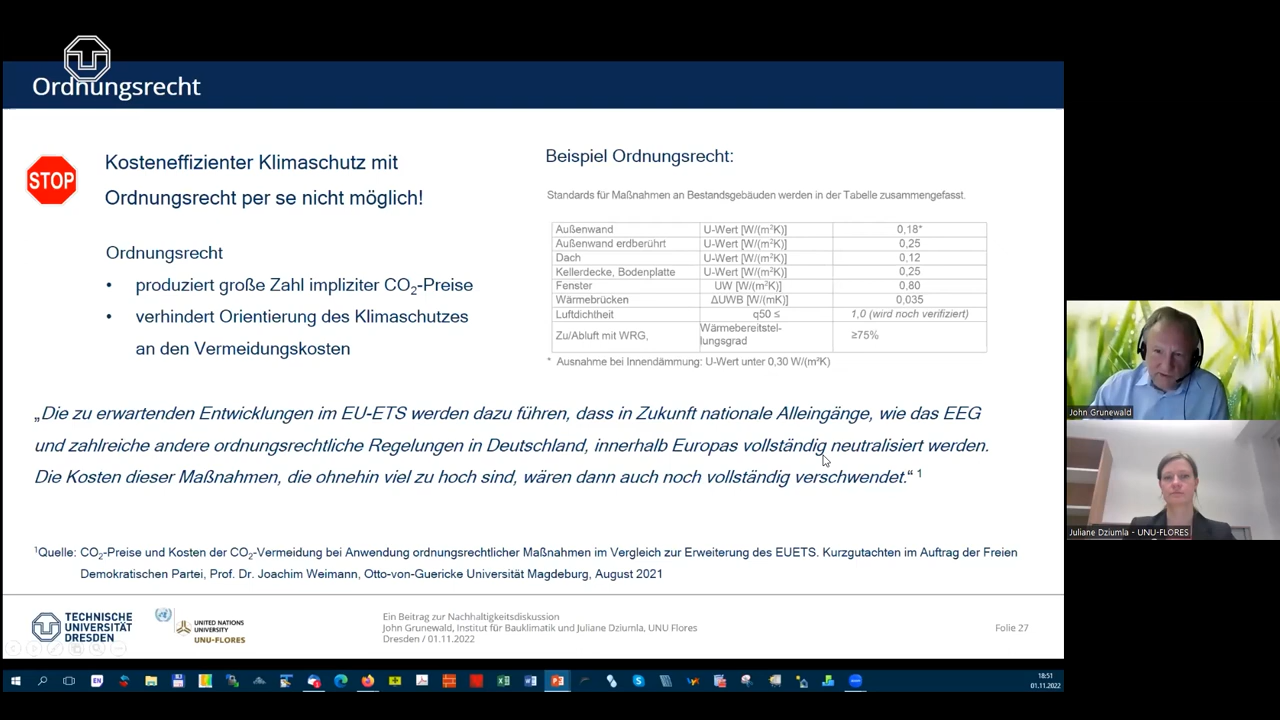 Ordnungsrecht
STOP
Kosteneffizienter Klimaschutz mit
Ordnungsrecht per se nicht möglich!
Ordnungsrecht
• produziert große Zahl impliziter CO₂-Preise
• verhindert Orientierung des Klimaschutzes
an den Vermeidungskosten
Beispiel Ordnungsrecht:
Standards für Maßnahmen an Bestandsgebäuden werden in der Tabelle zusammengefasst.
Außenwand U-Wert [W/(m²K)] 0,18*
Außenwand erdberührt U-Wert [W/(m²K)] 0,25
Dach U-Wert [W/(m²K)] 0,12
Kellerdecke, Bodenplatte U-Wert [W/(m²K)] 0,25
Fenster UW [W/(m²K)] 0,80
Wärmebrücken ΔUWB [W/(mK)] 0,035
Luftdichtheit q50 ≤ 1,0 (wird noch verifiziert)
Zu/Abluft mit WRG, Wärmebereitstel-
lungsgrad ≥75%
* Ausnahme bei Innendämmung: U-Wert unter 0,30 W/(m²K)
„Die zu erwartenden Entwicklungen im EU-ETS werden dazu führen, dass in Zukunft nationale Alleingänge, wie das EEG
und zahlreiche andere ordnungsrechtliche Regelungen in Deutschland, innerhalb Europas vollständig neutralisiert werden.
Die Kosten dieser Maßnahmen, die ohnehin viel zu hoch sind, wären dann auch noch vollständig verschwendet.“ ¹
¹Quelle: CO₂-Preise und Kosten der CO₂-Vermeidung bei Anwendung ordnungsrechtlicher Maßnahmen im Vergleich zur Erweiterung des EUETS. Kurzgutachten im Auftrag der Freien
Demokratischen Partei, Prof. Dr. Joachim Weimann, Otto-von-Guericke Universität Magdeburg, August 2021
TECHNISCHE
UNIVERSITÄT
DRESDEN
UNITED NATIONS
UNIVERSITY
UNU-FLORES
Ein Beitrag zur Nachhaltigkeitsdiskussion
John Grunewald, Institut für Bauklimatik und Juliane Dziumla, UNU Flores
Dresden / 01.11.2022
Folie 27
John Grunewald
Juliane Dziumla - UNU-FLORES
EN
18:51
01.11.2022